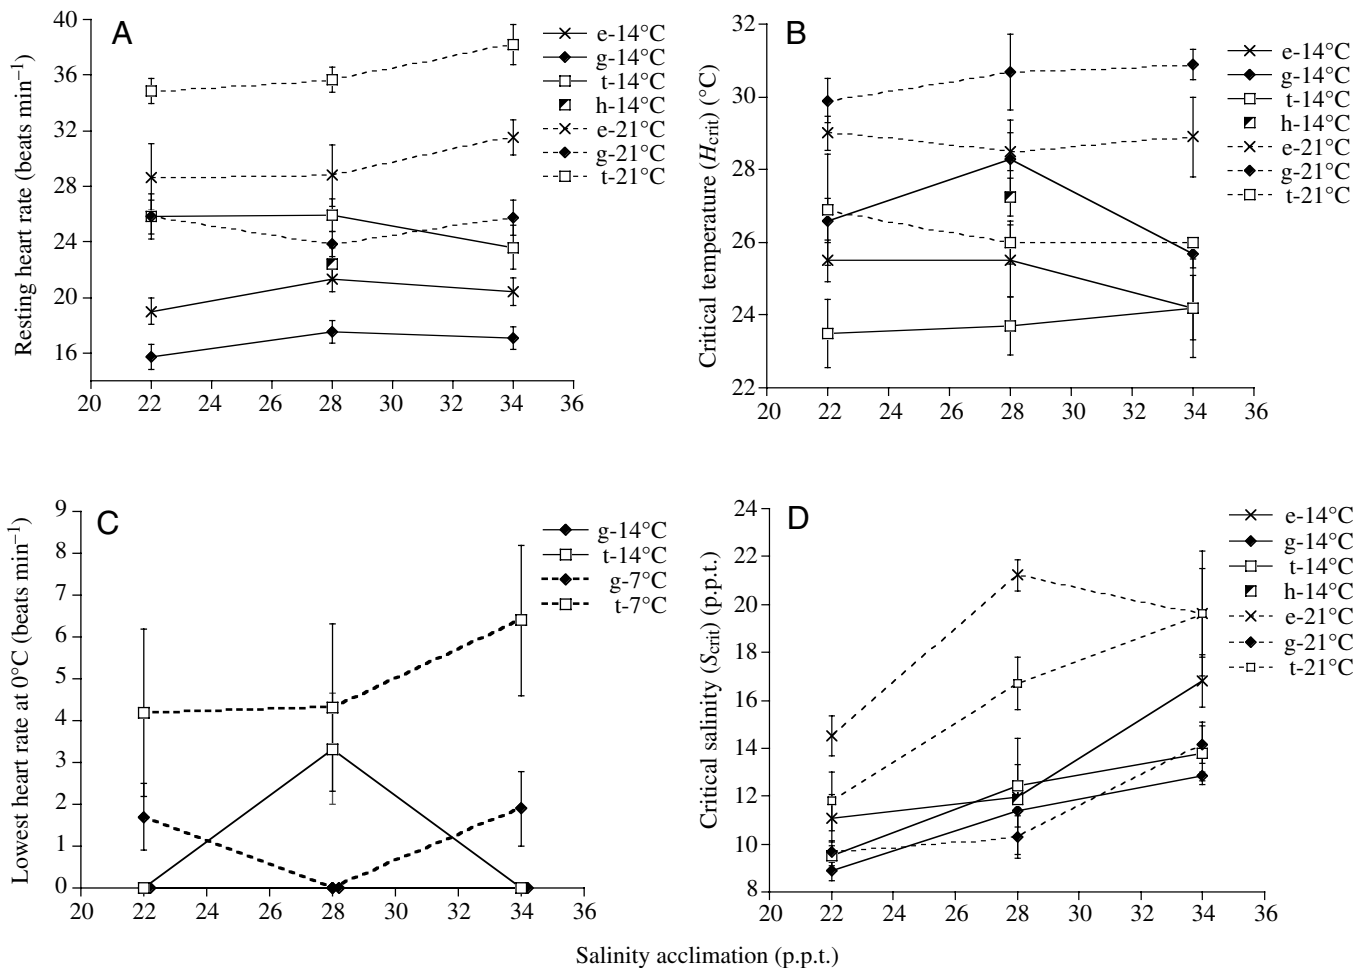 A
Resting heart rate (beats min⁻¹)
40
36
32
28
24
20
16
20 22 24 26 28 30 32 34 36
e-14°C
g-14°C
t-14°C
h-14°C
e-21°C
g-21°C
t-21°C
B
Critical temperature (Hcrit) (°C)
32
30
28
26
24
22
20 22 24 26 28 30 32 34 36
e-14°C
g-14°C
t-14°C
h-14°C
e-21°C
g-21°C
t-21°C
C
Lowest heart rate at 0°C (beats min⁻¹)
9
8
7
6
5
4
3
2
1
0
20 22 24 26 28 30 32 34 36
g-14°C
t-14°C
g-7°C
t-7°C
D
Critical salinity (Scrit) (p.p.t.)
24
22
20
18
16
14
12
10
8
20 22 24 26 28 30 32 34 36
e-14°C
g-14°C
t-14°C
h-14°C
e-21°C
g-21°C
t-21°C
Salinity acclimation (p.p.t.)